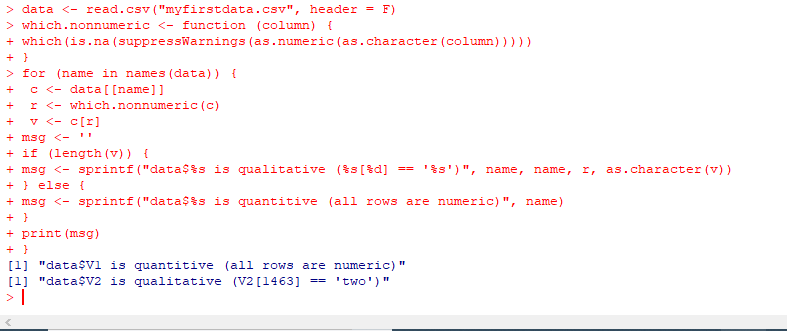 > data <- read.csv("myfirstdata.csv", header = F)
> which.nonnumeric <- function (column) {
+ which(is.na(suppressWarnings(as.numeric(as.character(column)))))
+ }
> for (name in names(data)) {
+  c <- data[[name]]
+  r <- which.nonnumeric(c)
+  v <- c[r]
+ msg <- ''
+ if (length(v)) {
+ msg <- sprintf("data$%s is qualitative (%s[%d] == '%s')", name, name, r, as.character(v))
+ } else {
+ msg <- sprintf("data$%s is quantitive (all rows are numeric)", name)
+ }
+ print(msg)
+ }
[1] "data$V1 is quantitive (all rows are numeric)"
[1] "data$V2 is qualitative (V2[1463] == 'two')"
>